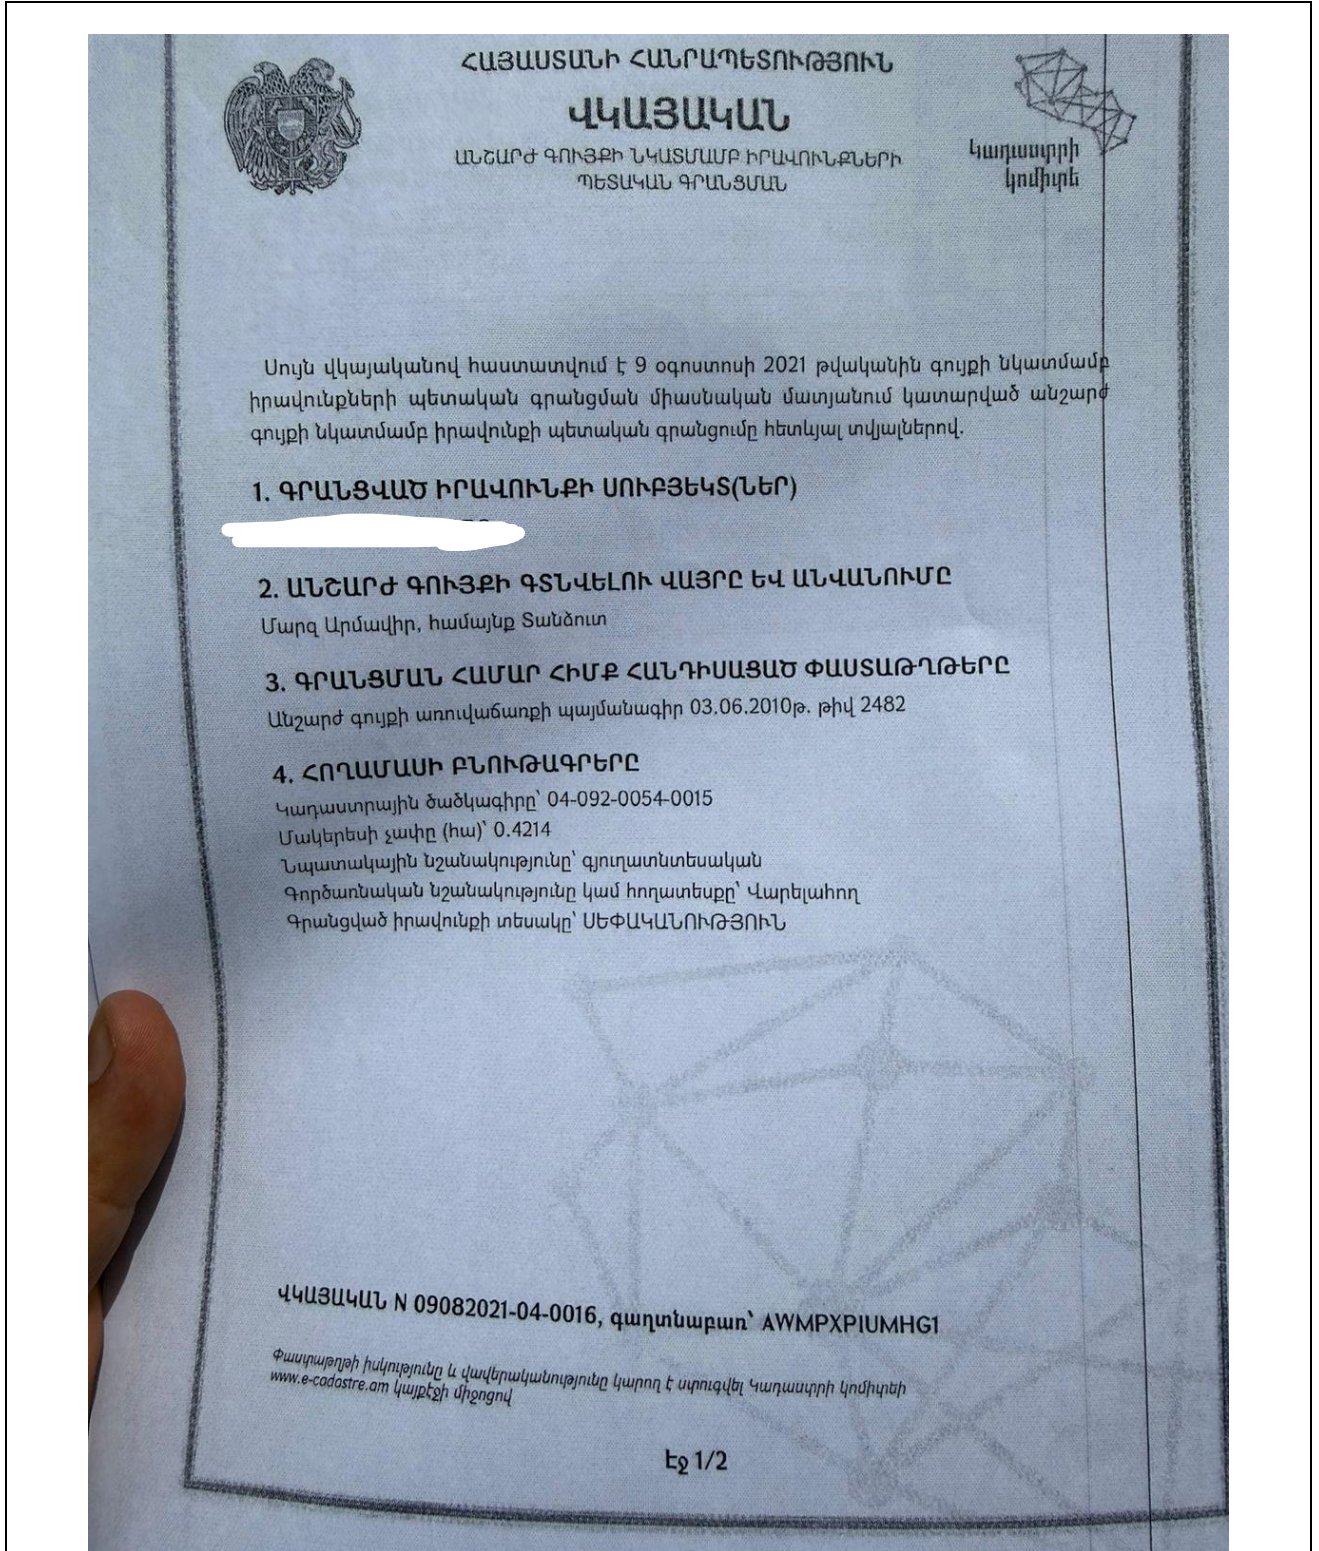 ՀԱՅԱՍՏԱՆԻ ՀԱՆՐԱՊԵՏՈՒԹՅՈՒՆ
ՎԿԱՅԱԿԱՆ
ԱՆՇԱՐԺ ԳՈՒՅՔԻ ՆԿԱՏՄԱՄԲ ԻՐԱՎՈՒՆՔՆԵՐԻ
ՊԵՏԱԿԱՆ ԳՐԱՆՑՄԱՆ
Կադաստրի
կոմիտե
Սույն վկայականով հաստատվում է 9 օգոստոսի 2021 թվականին գույքի նկատմամբ
իրավունքների պետական գրանցման միասնական մատյանում կատարված անշարժ
գույքի նկատմամբ իրավունքի պետական գրանցումը հետևյալ տվյալներով.
1. ԳՐԱՆՑՎԱԾ ԻՐԱՎՈՒՆՔԻ ՍՈՒԲՅԵԿՏ(ՆԵՐ)
2. ԱՆՇԱՐԺ ԳՈՒՅՔԻ ԳՏՆՎԵԼՈՒ ՎԱՅՐԸ ԵՎ ԱՆՎԱՆՈՒՄԸ
Մարզ Արմավիր, համայնք Տանձուտ
3. ԳՐԱՆՑՄԱՆ ՀԱՄԱՐ ՀԻՄՔ ՀԱՆԴԻՍԱՑԱԾ ՓԱՍՏԱԹՂԹԵՐԸ
Անշարժ գույքի առուվաճառքի պայմանագիր 03.06.2010թ. թիվ 2482
4. ՀՈՂԱՄԱՍԻ ԲՆՈՒԹԱԳՐԵՐԸ
Կադաստրային ծածկագիրը՝ 04-092-0054-0015
Մակերեսի չափը (հա)՝ 0.4214
Նպատակային նշանակությունը՝ գյուղատնտեսական
Գործառնական նշանակությունը կամ հողատեսքը՝ Վարելահող
Գրանցված իրավունքի տեսակը՝ ՍԵՓԱԿԱՆՈՒԹՅՈՒՆ
ՎԿԱՅԱԿԱՆ N 09082021-04-0016, գաղտնաբառ՝ AWMPXPIUMHG1
Փաստաթղթի իսկությունը և վավերականությունը կարող է ստուգվել Կադաստրի կոմիտեի
www.e-cadastre.am կայքէջի միջոցով
Էջ 1/2